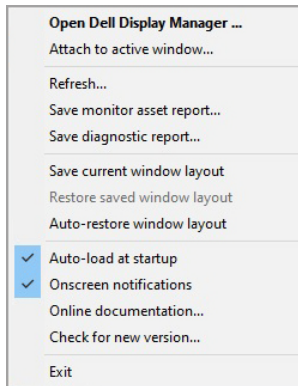 Open Dell Display Manager ...
Attach to active window...
Refresh...
Save monitor asset report...
Save diagnostic report...
Save current window layout
Restore saved window layout
Auto-restore window layout
Auto-load at startup
Onscreen notifications
Online documentation...
Check for new version...
Exit